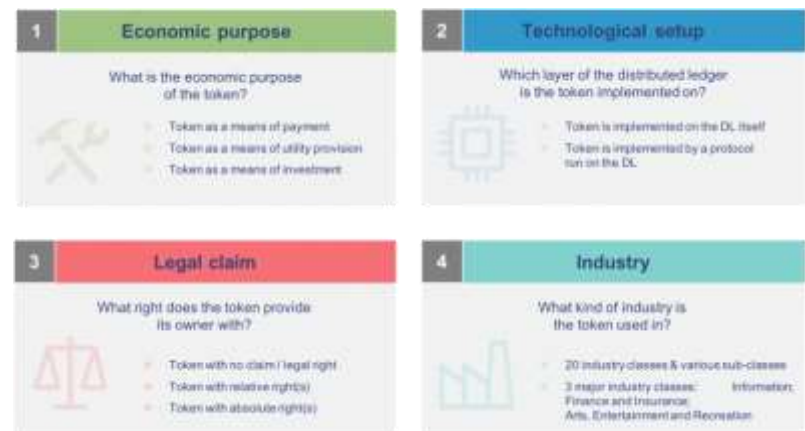 1
Economic purpose
What is the economic purpose
of the token?
Token as a means of payment
Token as a means of utility provision
Token as a means of investment
2
Technological setup
Which layer of the distributed ledger
is the token implemented on?
Token is implemented on the DL itself
Token is implemented by a protocol
run on the DL
3
Legal claim
What right does the token provide
its owner with?
Token with no claim / legal right
Token with relative right(s)
Token with absolute right(s)
4
Industry
What kind of industry is
the token used in?
20 industry classes & various sub-classes
3 major industry classes: Information;
Finance and Insurance;
Arts, Entertainment and Recreation